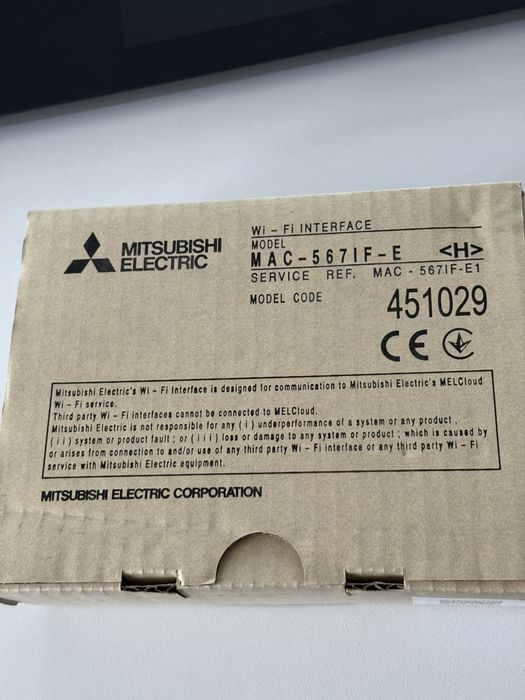 MITSUBISHI
ELECTRIC
Wi-Fi INTERFACE
MODEL
MAC-567IF-E <H>
SERVICE REF. MAC-567IF-E1
MODEL CODE 451029
CE
Mitsubishi Electric's Wi-Fi Interface is designed for communication to Mitsubishi Electric's MELCloud
Wi-Fi service.
Third party Wi-Fi interfaces cannot be connected to MELCloud.
Mitsubishi Electric is not responsible for any (i) underperformance of a system or any product,
(ii) system or product fault; or (iii) loss or damage to any system or product; which is caused by
or arises from connection to and/or use of any third party Wi-Fi interface or any third party Wi-Fi
service with Mitsubishi Electric equipment.
MITSUBISHI ELECTRIC CORPORATION